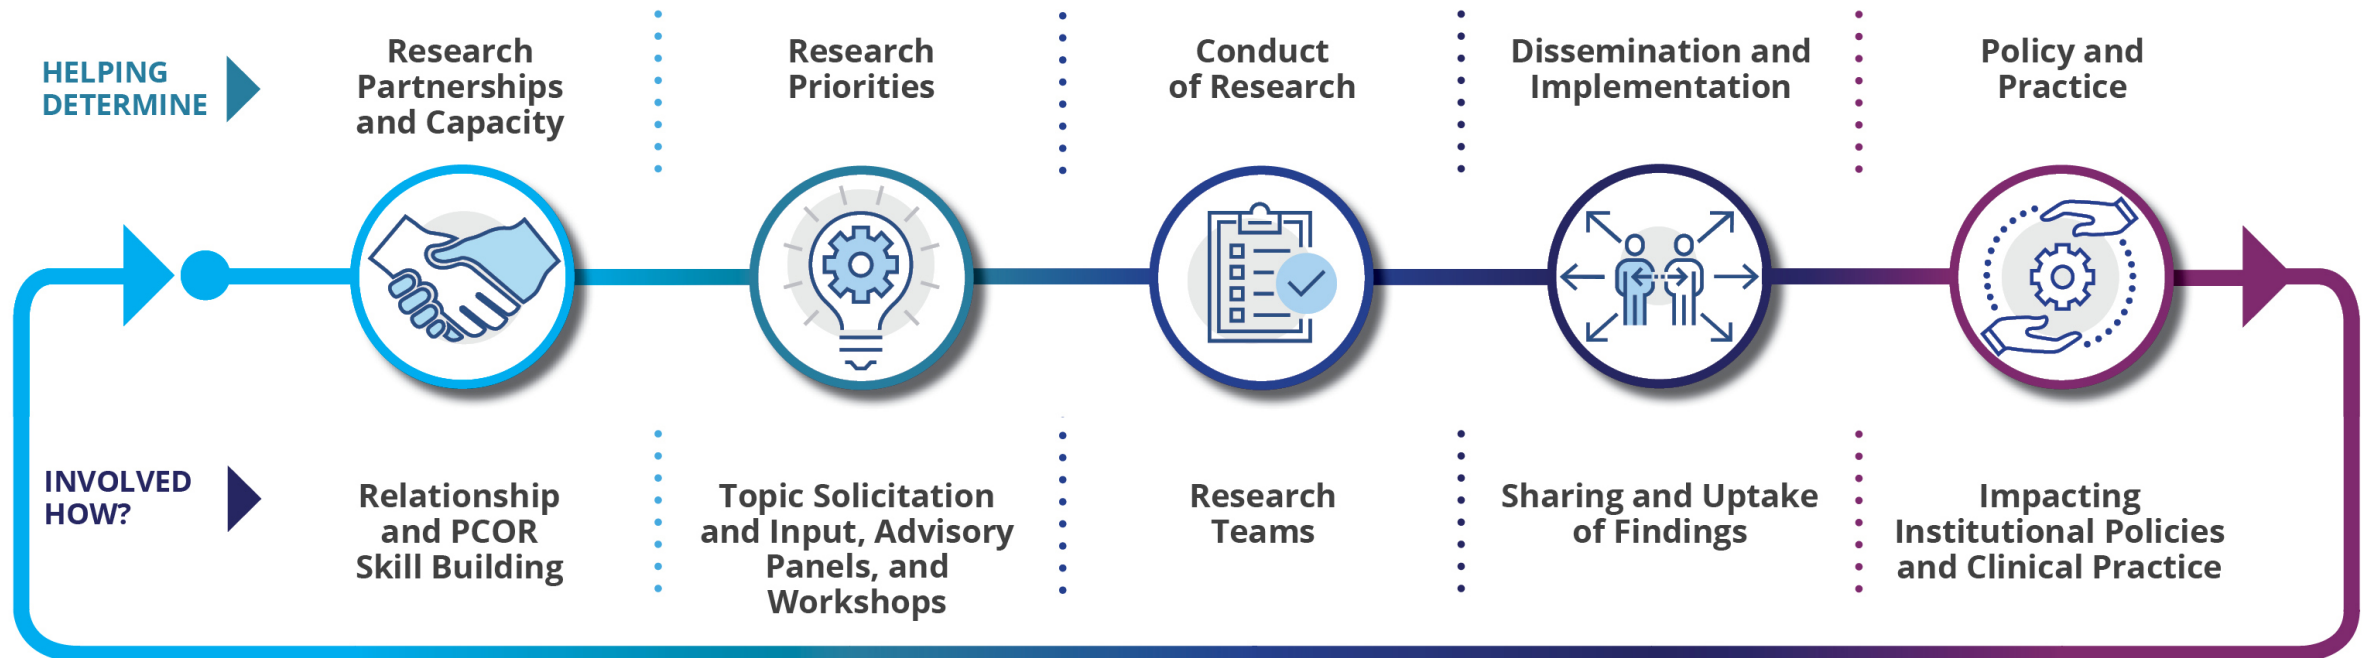 HELPING
DETERMINE
Research
Partnerships
and Capacity
Research
Priorities
Conduct
of Research
Dissemination and
Implementation
Policy and
Practice
INVOLVED
HOW?
Relationship
and PCOR
Skill Building
Topic Solicitation
and Input, Advisory
Panels, and
Workshops
Research
Teams
Sharing and Uptake
of Findings
Impacting
Institutional Policies
and Clinical Practice